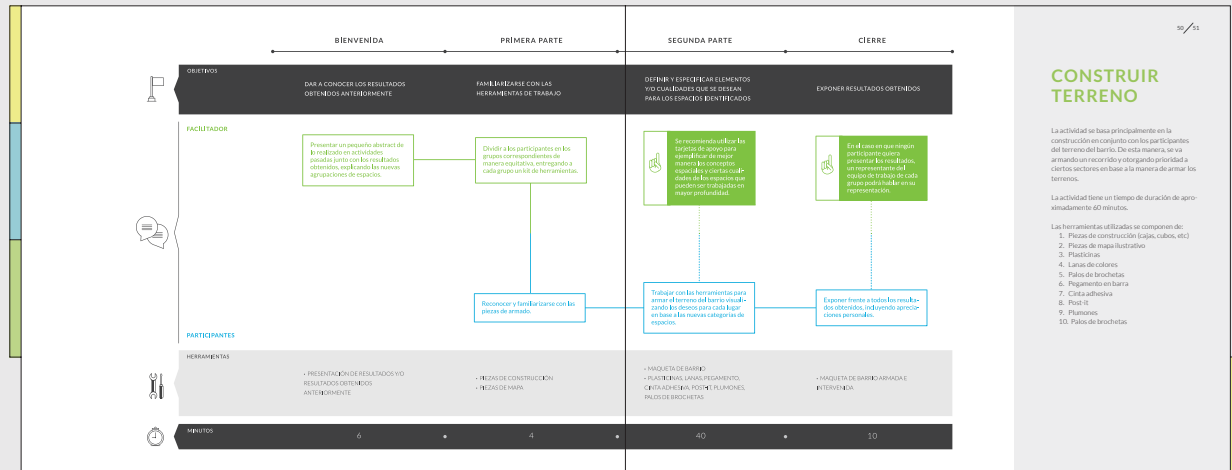 BIENVENIDA
PRIMERA PARTE
SEGUNDA PARTE
CIERRE
OBJETIVOS
DAR A CONOCER LOS RESULTADOS
OBTENIDOS ANTERIORMENTE
FAMILIARIZARSE CON LAS
HERRAMIENTAS DE TRABAJO
DEFINIR Y ESPECIFICAR ELEMENTOS
Y/O CUALIDADES QUE SE DESEAN
PARA LOS ESPACIOS IDENTIFICADOS
EXPONER RESULTADOS OBTENIDOS
FACILITADOR
Presentar un pequeño abstract de
lo realizado en actividades
pasadas junto con los resultados
obtenidos, explicando las nuevas
agrupaciones de espacios.
Dividir a los participantes en los
grupos correspondientes de
manera equitativa, entregando a
cada grupo un kit de herramientas.
Se recomienda utilizar las
tarjetas de apoyo para
ejemplificar de mejor
manera los conceptos
espaciales y ciertas cuali-
dades de los espacios que
pueden ser trabajadas en
mayor profundidad.
En el caso en que ningún
participante quiera
presentar los resultados,
un representante del
equipo de trabajo de cada
grupo podrá hablar en su
representación.
Reconocer y familiarizarse con las
piezas de armado.
Trabajar con las herramientas para
armar el terreno del barrio visuali-
zando los deseos para cada lugar
en base a las nuevas categorías de
espacios.
Exponer frente a todos los resulta-
dos obtenidos, incluyendo aprecia-
ciones personales.
PARTICIPANTES
HERRAMIENTAS
- PRESENTACIÓN DE RESULTADOS Y/O
RESULTADOS OBTENIDOS
ANTERIORMENTE
- PIEZAS DE CONSTRUCCIÓN
- PIEZAS DE MAPA
- MAQUETA DE BARRIO
- PLASTICINAS, LANAS, PEGAMENTO,
CINTA ADHESIVA, POST-IT, PLUMONES,
PALOS DE BROCHETAS
- MAQUETA DE BARRIO ARMADA E
INTERVENIDA
MINUTOS
6
4
40
10
50/51
CONSTRUIR
TERRENO
La actividad se basa principalmente en la
construcción en conjunto con los participantes
del terreno del barrio. De esta manera, se va
armando un recorrido y otorgando prioridad a
ciertos sectores en base a la manera de armar los
terrenos.
La actividad tiene un tiempo de duración de apro-
ximadamente 60 minutos.
Las herramientas utilizadas se componen de:
1. Piezas de construcción (cajas, cubos, etc)
2. Piezas de mapa ilustrativo
3. Plasticinas
4. Lanas de colores
5. Palos de brochetas
6. Pegamento en barra
7. Cinta adhesiva
8. Post-it
9. Plumones
10. Palos de brochetas